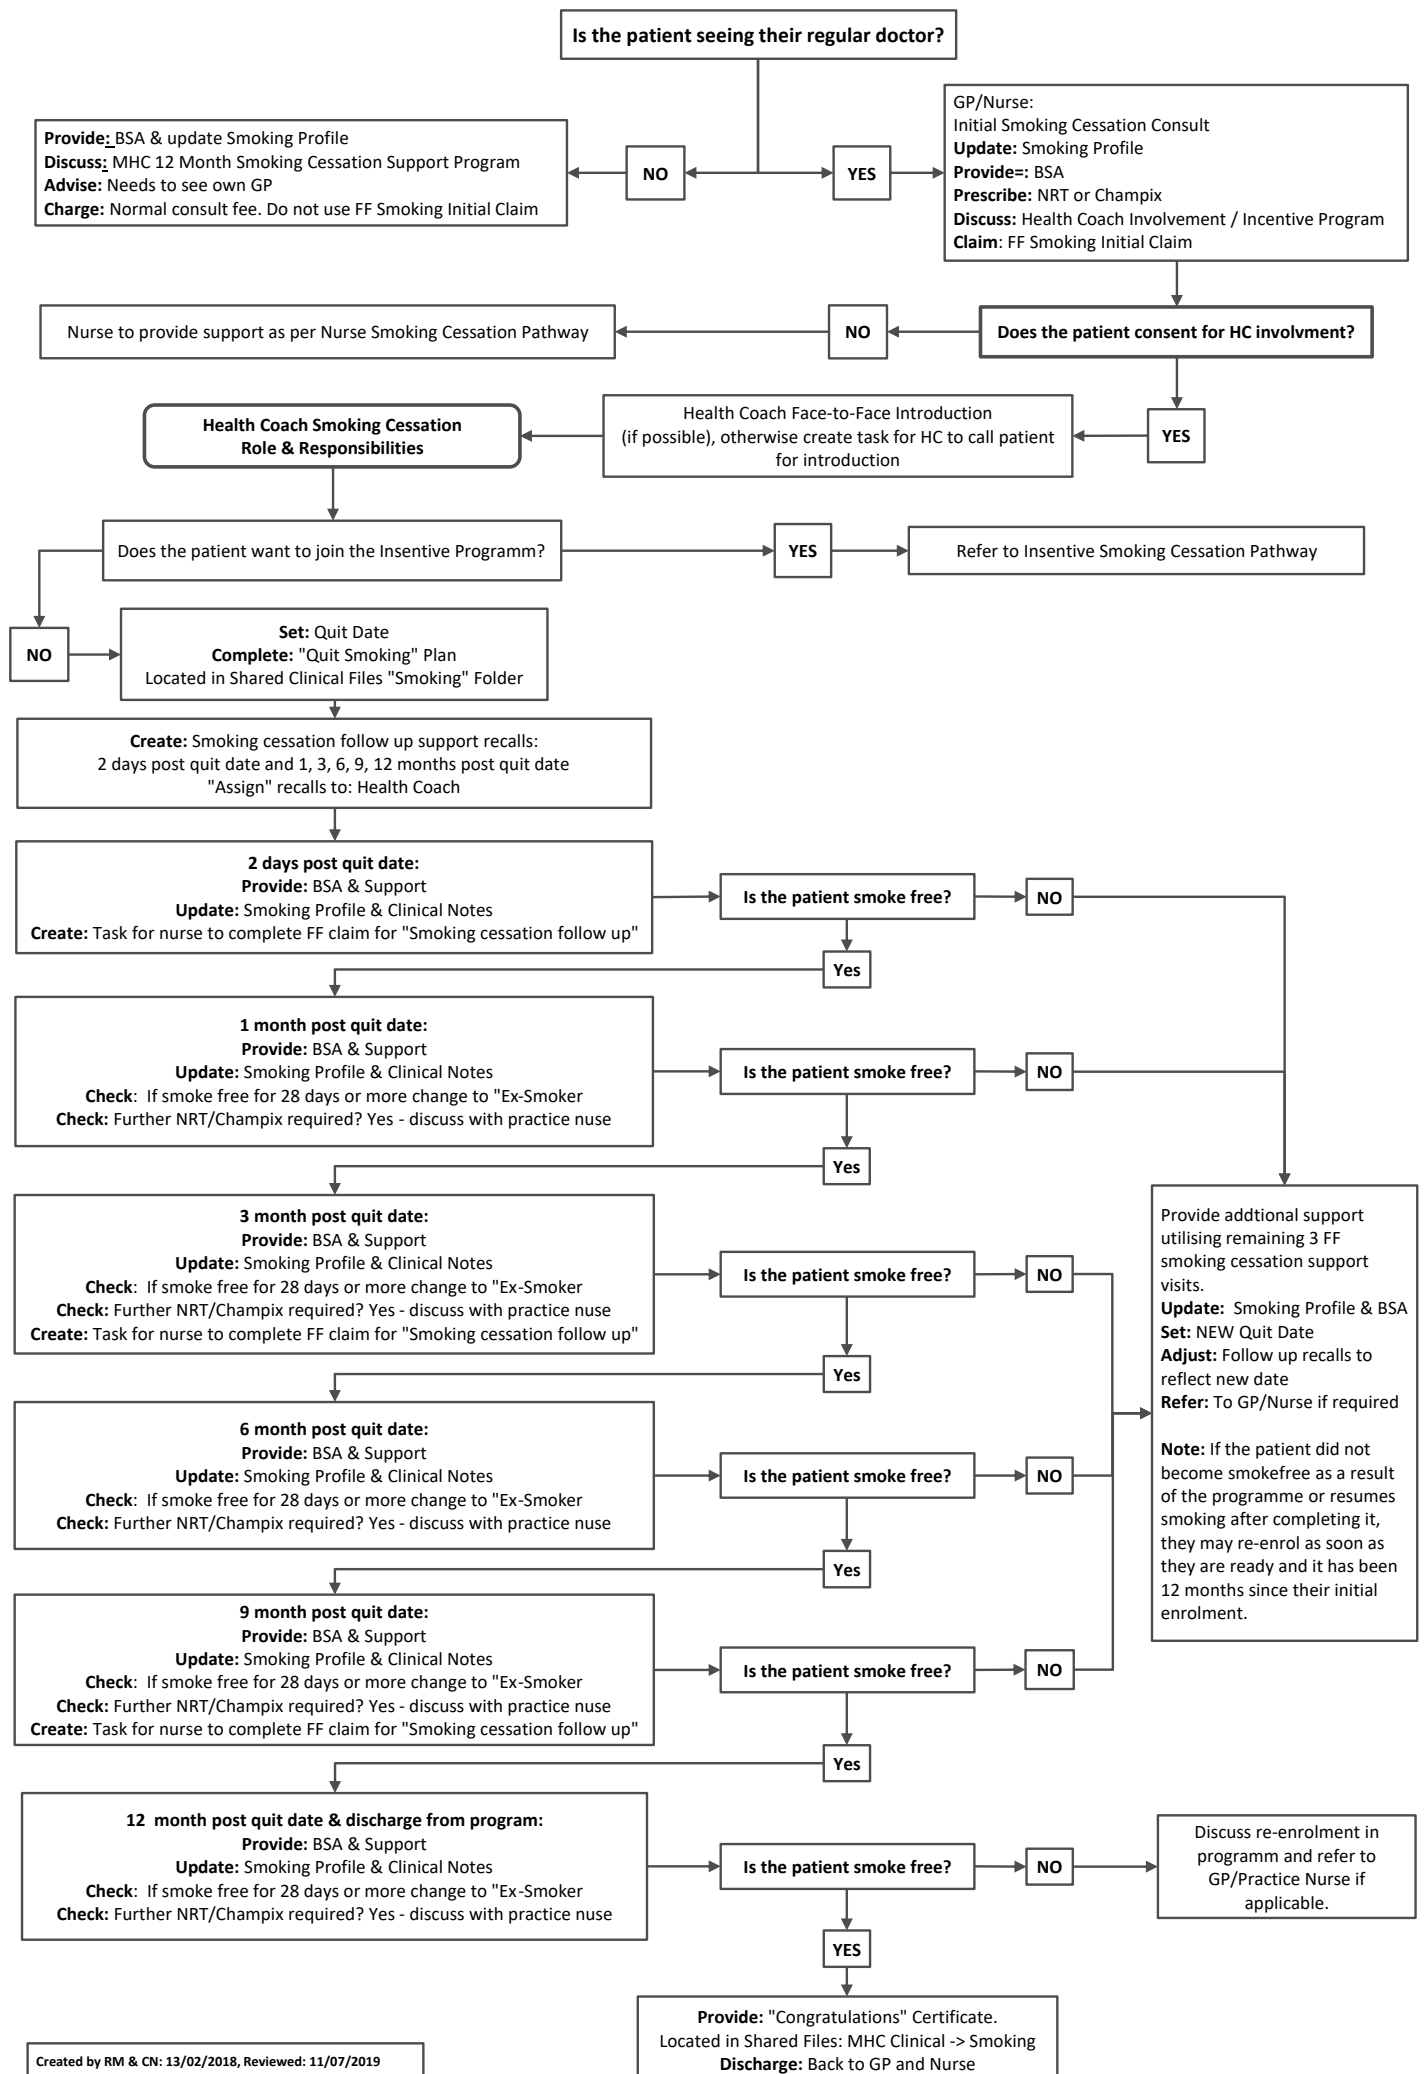 Is the patient seeing their regular doctor?
Provide: BSA & update Smoking Profile
Discuss: MHC 12 Month Smoking Cessation Support Program
Advise: Needs to see own GP
Charge: Normal consult fee. Do not use FF Smoking Initial Claim
NO
YES
GP/Nurse:
Initial Smoking Cessation Consult
Update: Smoking Profile
Provide=: BSA
Prescribe: NRT or Champix
Discuss: Health Coach Involvement / Incentive Program
Claim: FF Smoking Initial Claim
Nurse to provide support as per Nurse Smoking Cessation Pathway
NO
Does the patient consent for HC involvment?
YES
Health Coach Face-to-Face Introduction
(if possible), otherwise create task for HC to call patient
for introduction
Health Coach Smoking Cessation
Role & Responsibilities
Does the patient want to join the Insentive Programm?
YES
Refer to Insentive Smoking Cessation Pathway
NO
Set: Quit Date
Complete: "Quit Smoking" Plan
Located in Shared Clinical Files "Smoking" Folder
Create: Smoking cessation follow up support recalls:
2 days post quit date and 1, 3, 6, 9, 12 months post quit date
"Assign" recalls to: Health Coach
2 days post quit date:
Provide: BSA & Support
Update: Smoking Profile & Clinical Notes
Create: Task for nurse to complete FF claim for "Smoking cessation follow up"
Is the patient smoke free?
NO
Yes
1 month post quit date:
Provide: BSA & Support
Update: Smoking Profile & Clinical Notes
Check: If smoke free for 28 days or more change to "Ex-Smoker
Check: Further NRT/Champix required? Yes - discuss with practice nuse
Is the patient smoke free?
NO
Yes
3 month post quit date:
Provide: BSA & Support
Update: Smoking Profile & Clinical Notes
Check: If smoke free for 28 days or more change to "Ex-Smoker
Check: Further NRT/Champix required? Yes - discuss with practice nuse
Create: Task for nurse to complete FF claim for "Smoking cessation follow up"
Is the patient smoke free?
NO
Yes
Provide addtional support
utilising remaining 3 FF
smoking cessation support
visits.
Update: Smoking Profile & BSA
Set: NEW Quit Date
Adjust: Follow up recalls to
reflect new date
Refer: To GP/Nurse if required
Note: If the patient did not
become smokefree as a result
of the programme or resumes
smoking after completing it,
they may re-enrol as soon as
they are ready and it has been
12 months since their initial
enrolment.
6 month post quit date:
Provide: BSA & Support
Update: Smoking Profile & Clinical Notes
Check: If smoke free for 28 days or more change to "Ex-Smoker
Check: Further NRT/Champix required? Yes - discuss with practice nuse
Is the patient smoke free?
NO
Yes
9 month post quit date:
Provide: BSA & Support
Update: Smoking Profile & Clinical Notes
Check: If smoke free for 28 days or more change to "Ex-Smoker
Check: Further NRT/Champix required? Yes - discuss with practice nuse
Create: Task for nurse to complete FF claim for "Smoking cessation follow up"
Is the patient smoke free?
NO
Yes
12 month post quit date & discharge from program:
Provide: BSA & Support
Update: Smoking Profile & Clinical Notes
Check: If smoke free for 28 days or more change to "Ex-Smoker
Check: Further NRT/Champix required? Yes - discuss with practice nuse
Is the patient smoke free?
NO
Discuss re-enrolment in
programm and refer to
GP/Practice Nurse if
applicable.
YES
Provide: "Congratulations" Certificate.
Located in Shared Files: MHC Clinical -> Smoking
Discharge: Back to GP and Nurse
Created by RM & CN: 13/02/2018, Reviewed: 11/07/2019